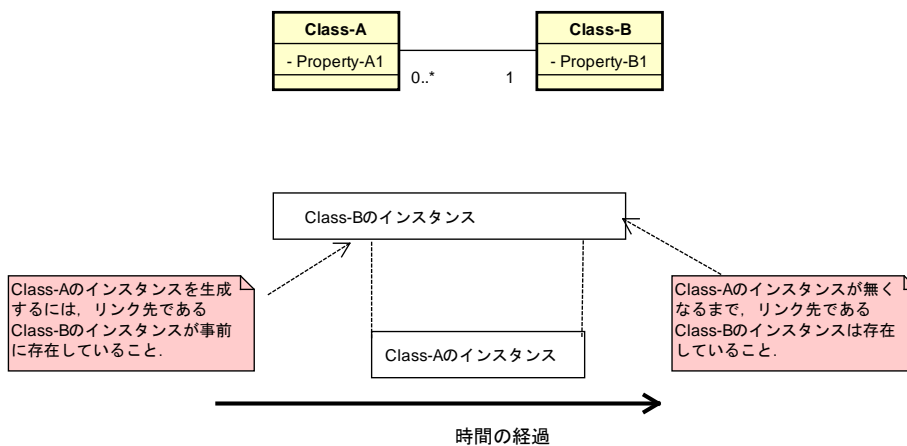 Class-A
- Property-A1
0..*
1
Class-B
- Property-B1
Class-Bのインスタンス
Class-Aのインスタンスを生成
するには，リンク先である
Class-Bのインスタンスが事前
に存在していること．
Class-Aのインスタンスが無く
なるまで，リンク先である
Class-Bのインスタンスは存在
していること．
Class-Aのインスタンス
時間の経過